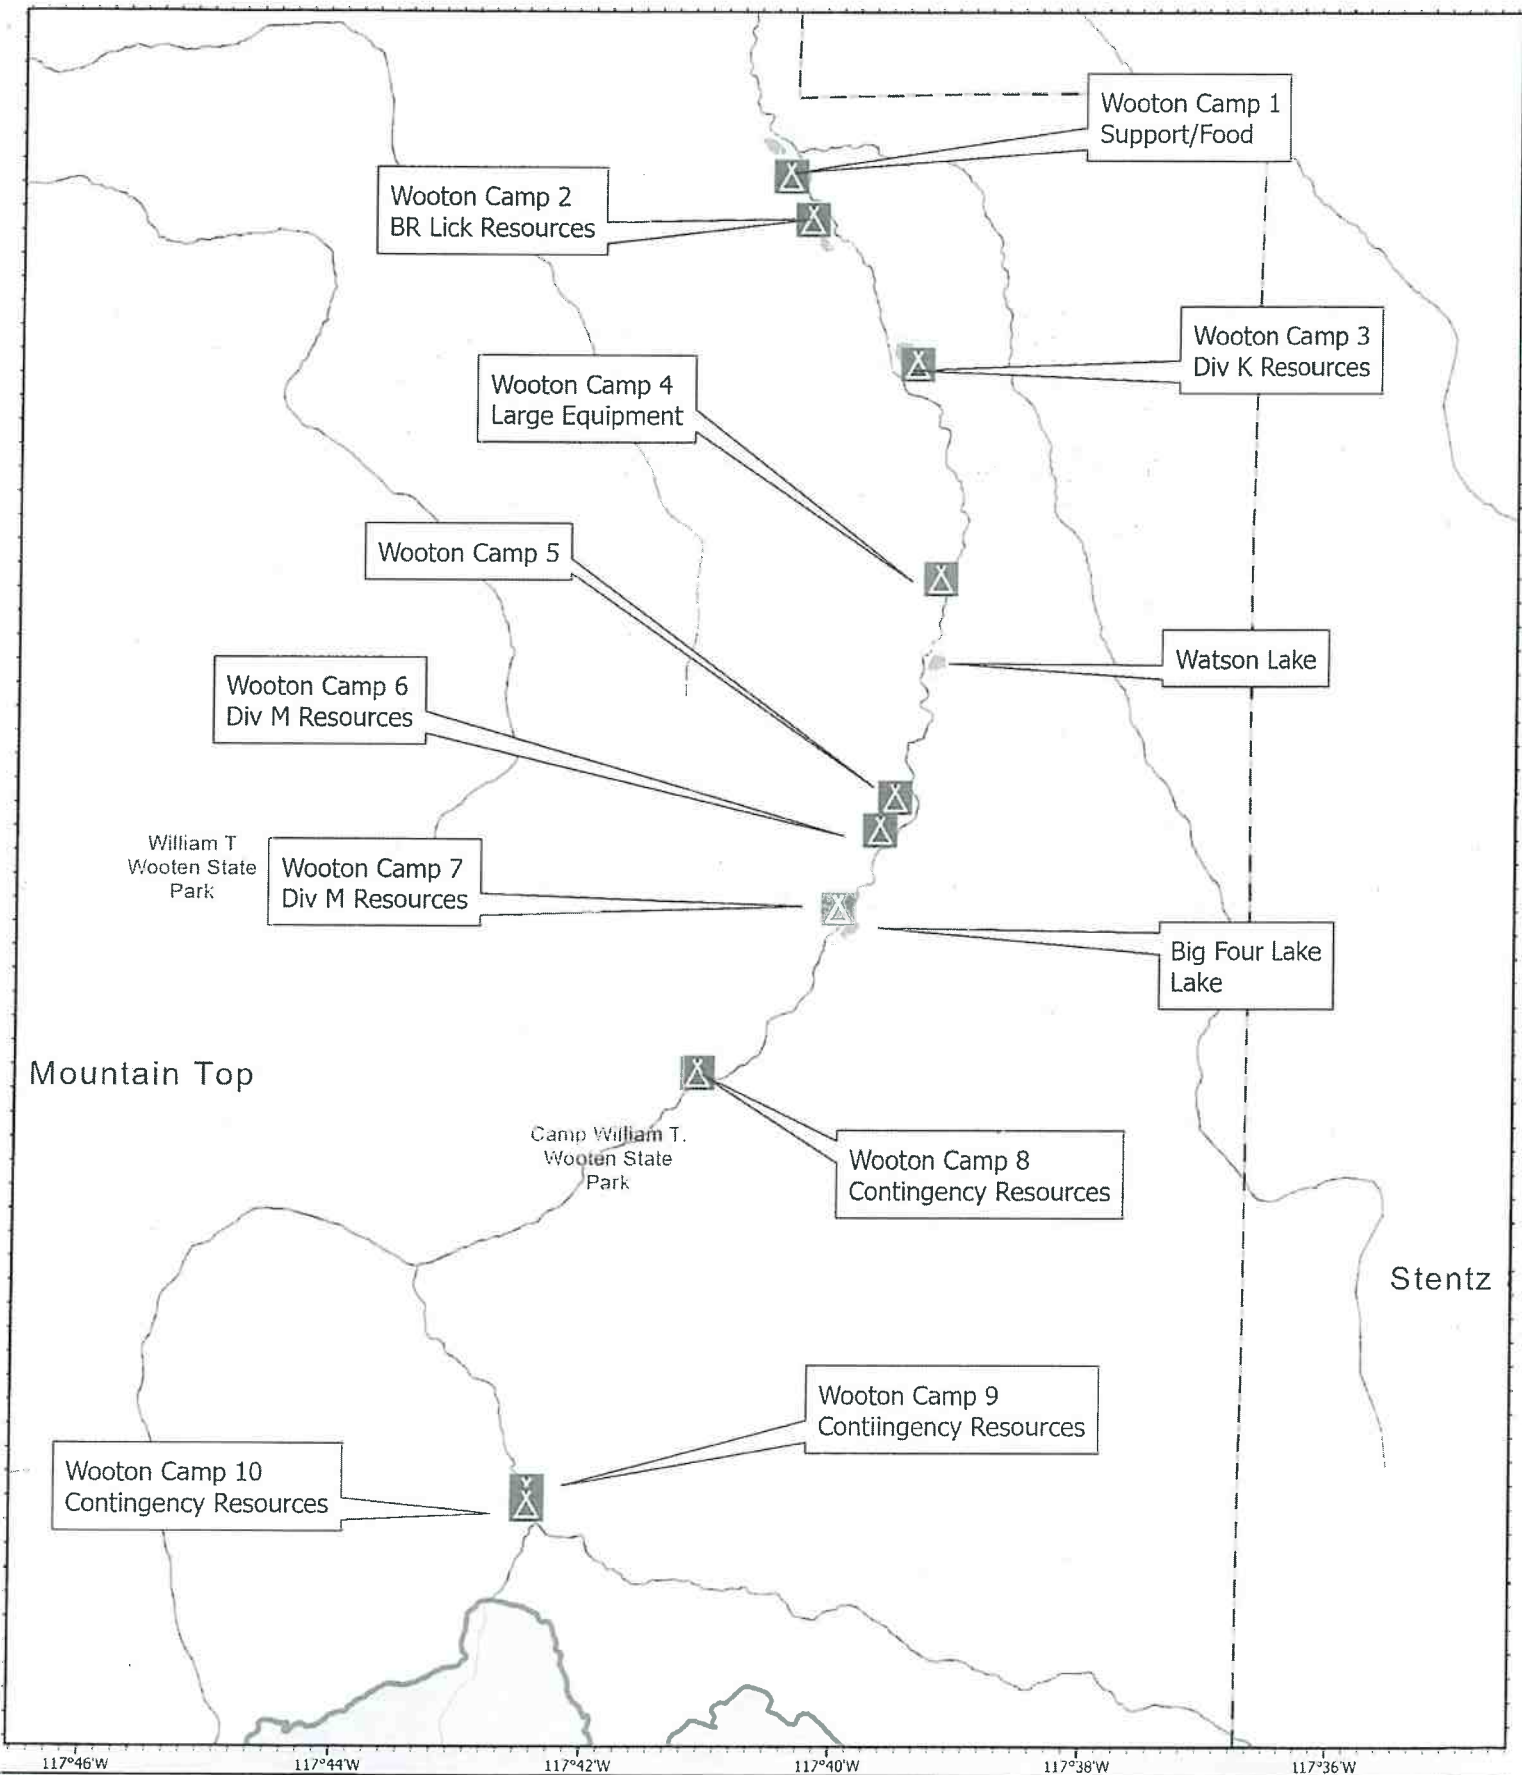 Wooton Camp 1
Support/Food
Wooton Camp 2
BR Lick Resources
Wooton Camp 3
Div K Resources
Wooton Camp 4
Large Equipment
Wooton Camp 5
Watson Lake
Wooton Camp 6
Div M Resources
William T
Wooten State
Park
Wooton Camp 7
Div M Resources
Big Four Lake
Lake
Mountain Top
Camp William T.
Wooten State
Park
Wooton Camp 8
Contingency Resources
Stentz
Wooton Camp 9
Contiingency Resources
Wooton Camp 10
Contingency Resources
117°46'W
117°44'W
117°42'W
117°40'W
117°38'W
117°36'W